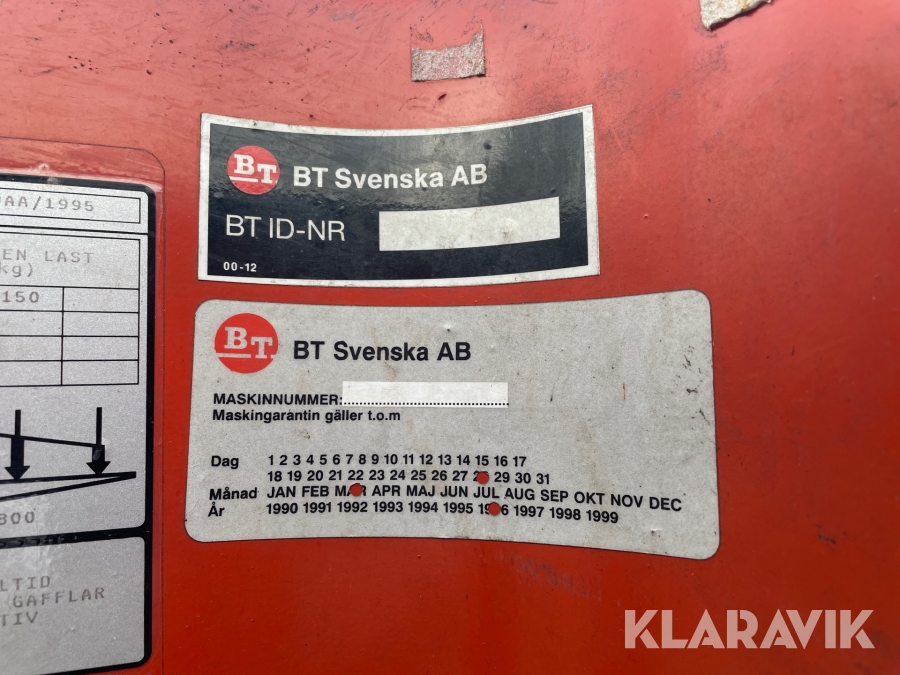 AA/1995
EN LAST
kg)
150
800
LTID
GAFFLAR
TIV
BT BT Svenska AB
BT ID-NR
00-12
BT BT Svenska AB
MASKINNUMMER:
Maskingarantin gäller t.o.m
Dag 1 2 3 4 5 6 7 8 9 10 11 12 13 14 15 16 17
18 19 20 21 22 23 24 25 26 27 29 30 31
Månad JAN FEB MAR APR MAJ JUN JUL AUG SEP OKT NOV DEC
År 1990 1991 1992 1993 1994 1995 1996 1997 1998 1999
KLARAVIK